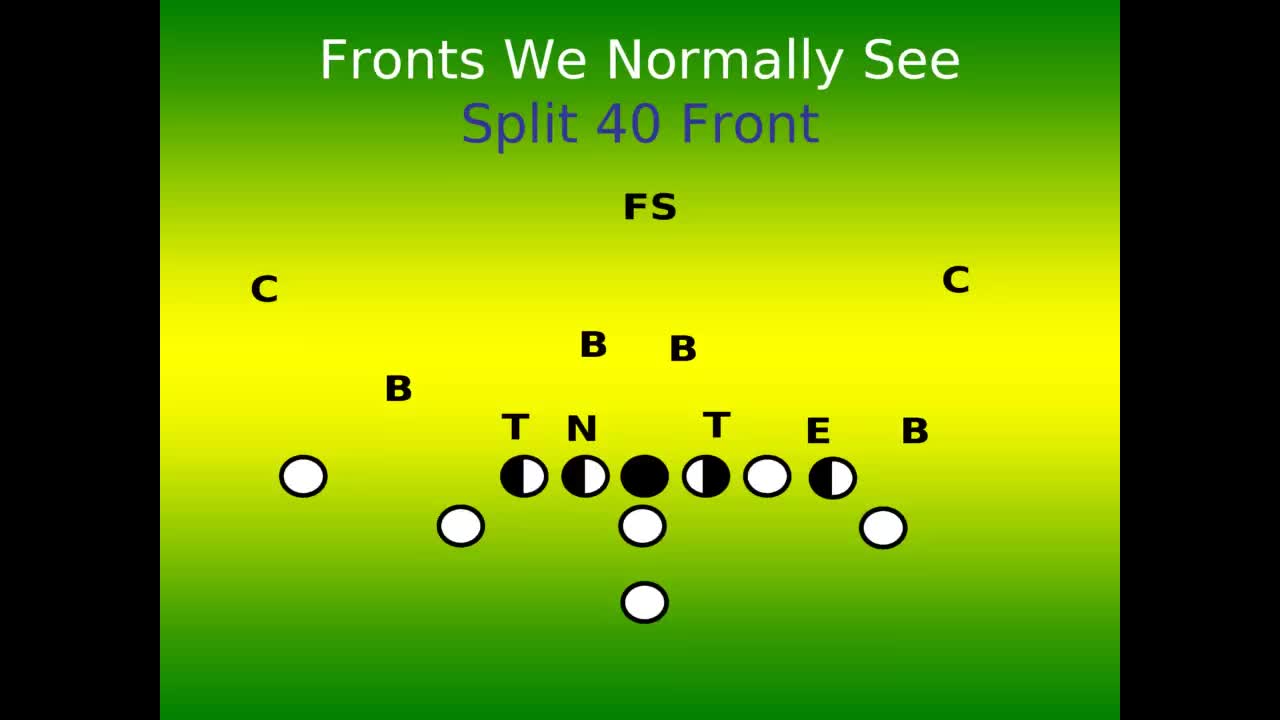 Fronts We Normally See
Split 40 Front
FS
C C
B B
B
T N T E B